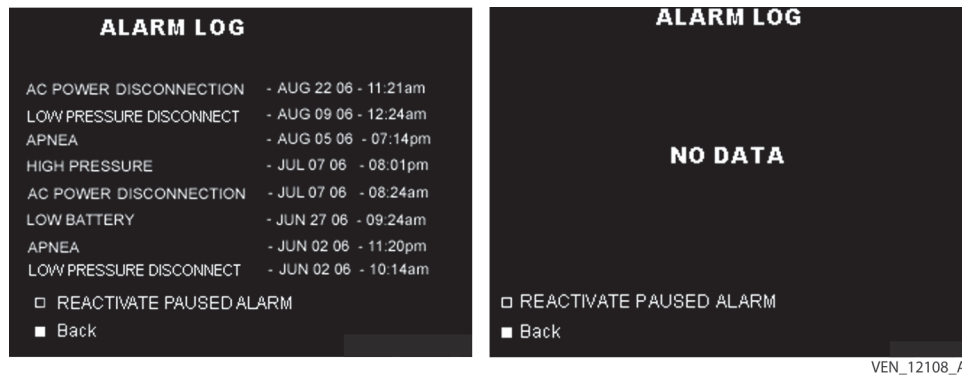 ALARM LOG
AC POWER DISCONNECTION - AUG 22 06 - 11:21am
LOW PRESSURE DISCONNECT - AUG 09 06 - 12:24am
APNEA - AUG 05 06 - 07:14pm
HIGH PRESSURE - JUL 07 06 - 08:01pm
AC POWER DISCONNECTION - JUL 07 06 - 08:24am
LOW BATTERY - JUN 27 06 - 09:24am
APNEA - JUN 02 06 - 11:20pm
LOW PRESSURE DISCONNECT - JUN 02 06 - 10:14am
REACTIVATE PAUSED ALARM
Back
ALARM LOG
NO DATA
REACTIVATE PAUSED ALARM
Back
VEN_12108_A